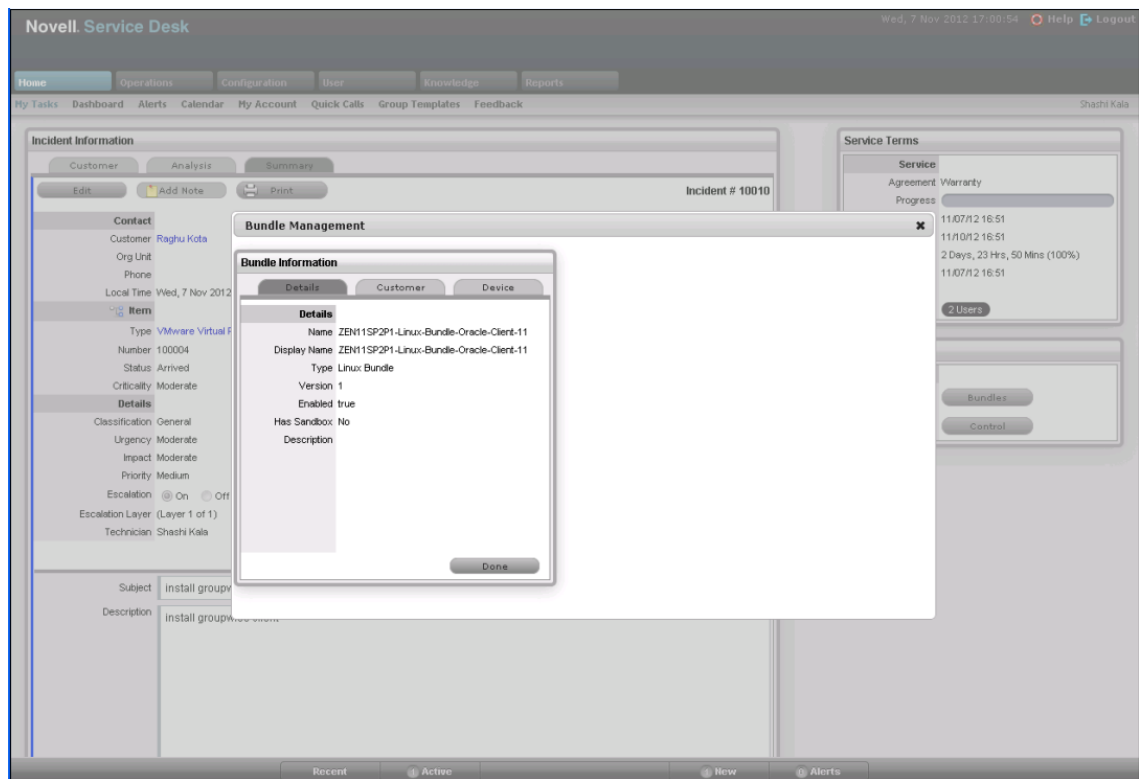 Novell. Service Desk
Wed, 7 Nov 2012 17:00:54 Help Logout
Home Operations Configuration User Knowledge Reports
My Tasks Dashboard Alerts Calendar My Account Quick Calls Group Templates Feedback
Shashi Kala
Incident Information
Customer Analysis Summary
Edit Add Note Print
Incident # 10010
Contact
Customer Raghu Kota
Org Unit
Phone
Local Time Wed, 7 Nov 2012
Item
Type VMware Virtual
Number 100004
Status Arrived
Criticality Moderate
Details
Classification General
Urgency Moderate
Impact Moderate
Priority Medium
Escalation On Off
Escalation Layer (Layer 1 of 1)
Technician Shashi Kala
Subject install groupw
Description install groupwise client
Bundle Management
Bundle Information
Details Customer Device
Details
Name ZEN11SP2P1-Linux-Bundle-Oracle-Client-11
Display Name ZEN11SP2P1-Linux-Bundle-Oracle-Client-11
Type Linux Bundle
Version 1
Enabled true
Has Sandbox No
Description
Done
Service Terms
Service
Agreement Warranty
Progress
11/07/12 16:51
11/10/12 16:51
2 Days, 23 Hrs, 50 Mins (100%)
11/07/12 16:51
2 Users
Bundles
Control
Recent Active New Alerts